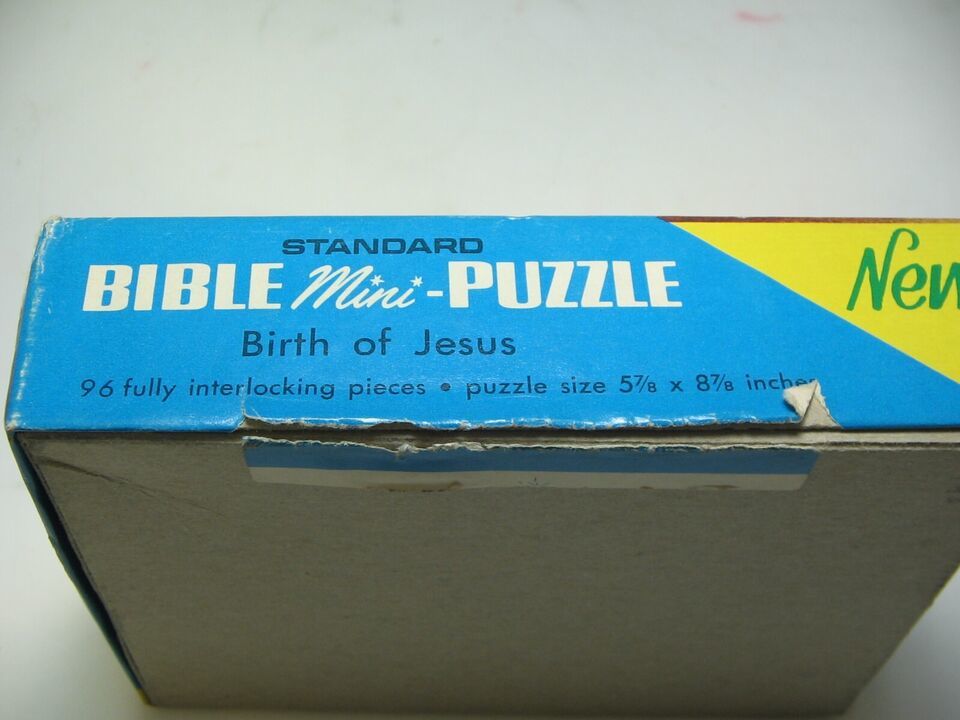 STANDARD
BIBLE Mini-PUZZLE
Birth of Jesus
96 fully interlocking pieces • puzzle size 5⅞ x 8⅞ inches
New